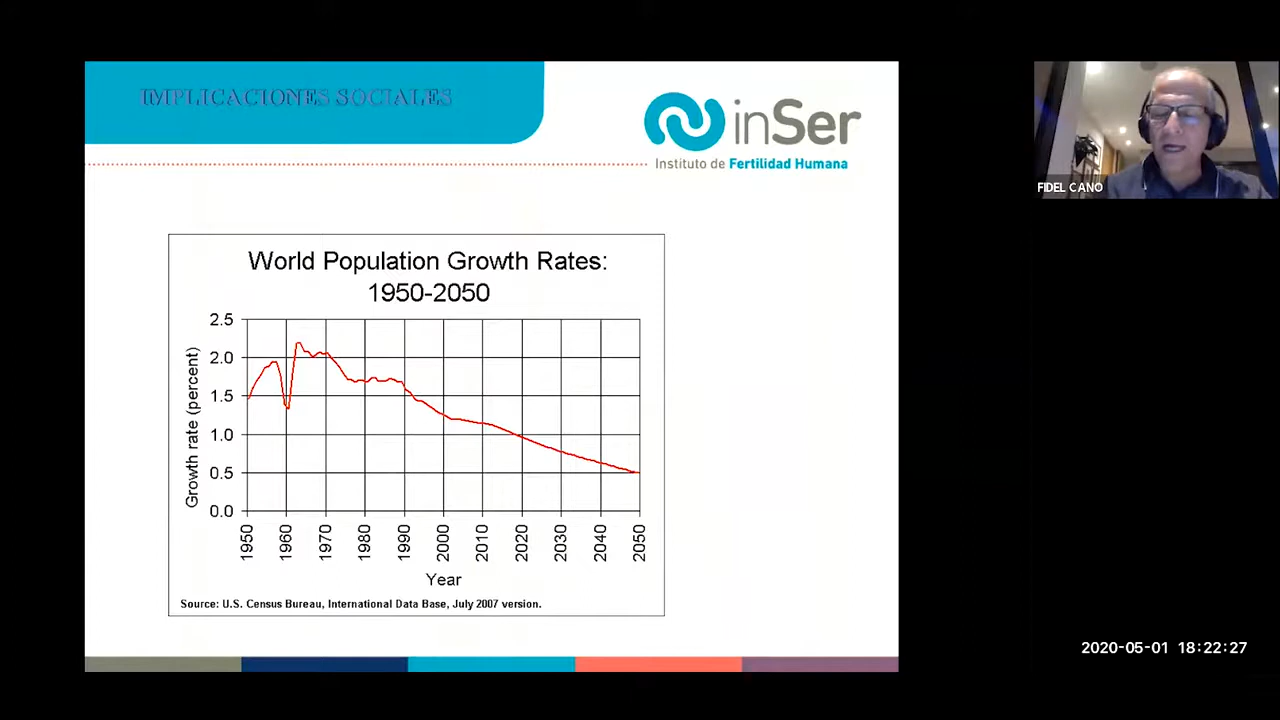 IMPLICACIONES SOCIALES
inSer
Instituto de Fertilidad Humana
FIDEL CANO
World Population Growth Rates:
1950-2050
2.5
2.0
1.5
1.0
0.5
0.0
Growth rate (percent)
1950
1960
1970
1980
1990
2000
2010
2020
2030
2040
2050
Year
Source: U.S. Census Bureau, International Data Base, July 2007 version.
2020-05-01 18:22:27